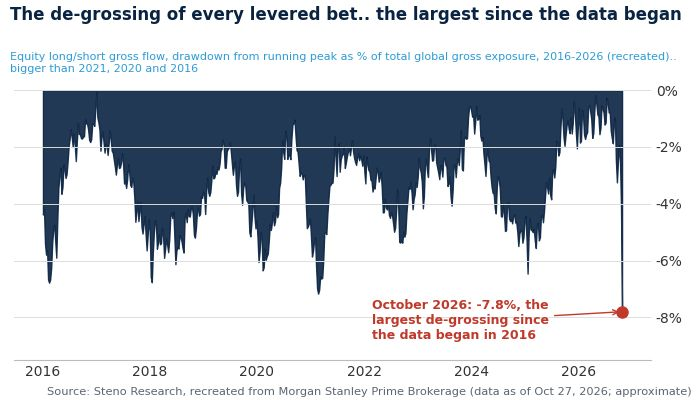 The de-grossing of every levered bet.. the largest since the data began
Equity long/short gross flow, drawdown from running peak as % of total global gross exposure, 2016-2026 (recreated)..
bigger than 2021, 2020 and 2016
0%
-2%
-4%
-6%
-8%
October 2026: -7.8%, the
largest de-grossing since
the data began in 2016
2016 2018 2020 2022 2024 2026
Source: Steno Research, recreated from Morgan Stanley Prime Brokerage (data as of Oct 27, 2026; approximate)